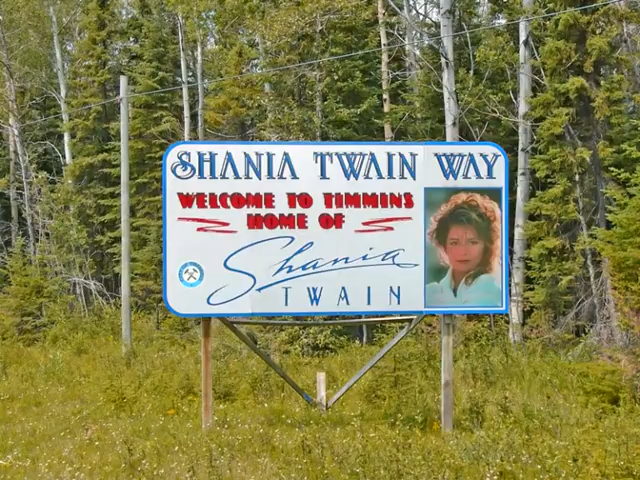 SHANIA TWAIN WAY
WELCOME TO TIMMINS
HOME OF
Shania
TWAIN